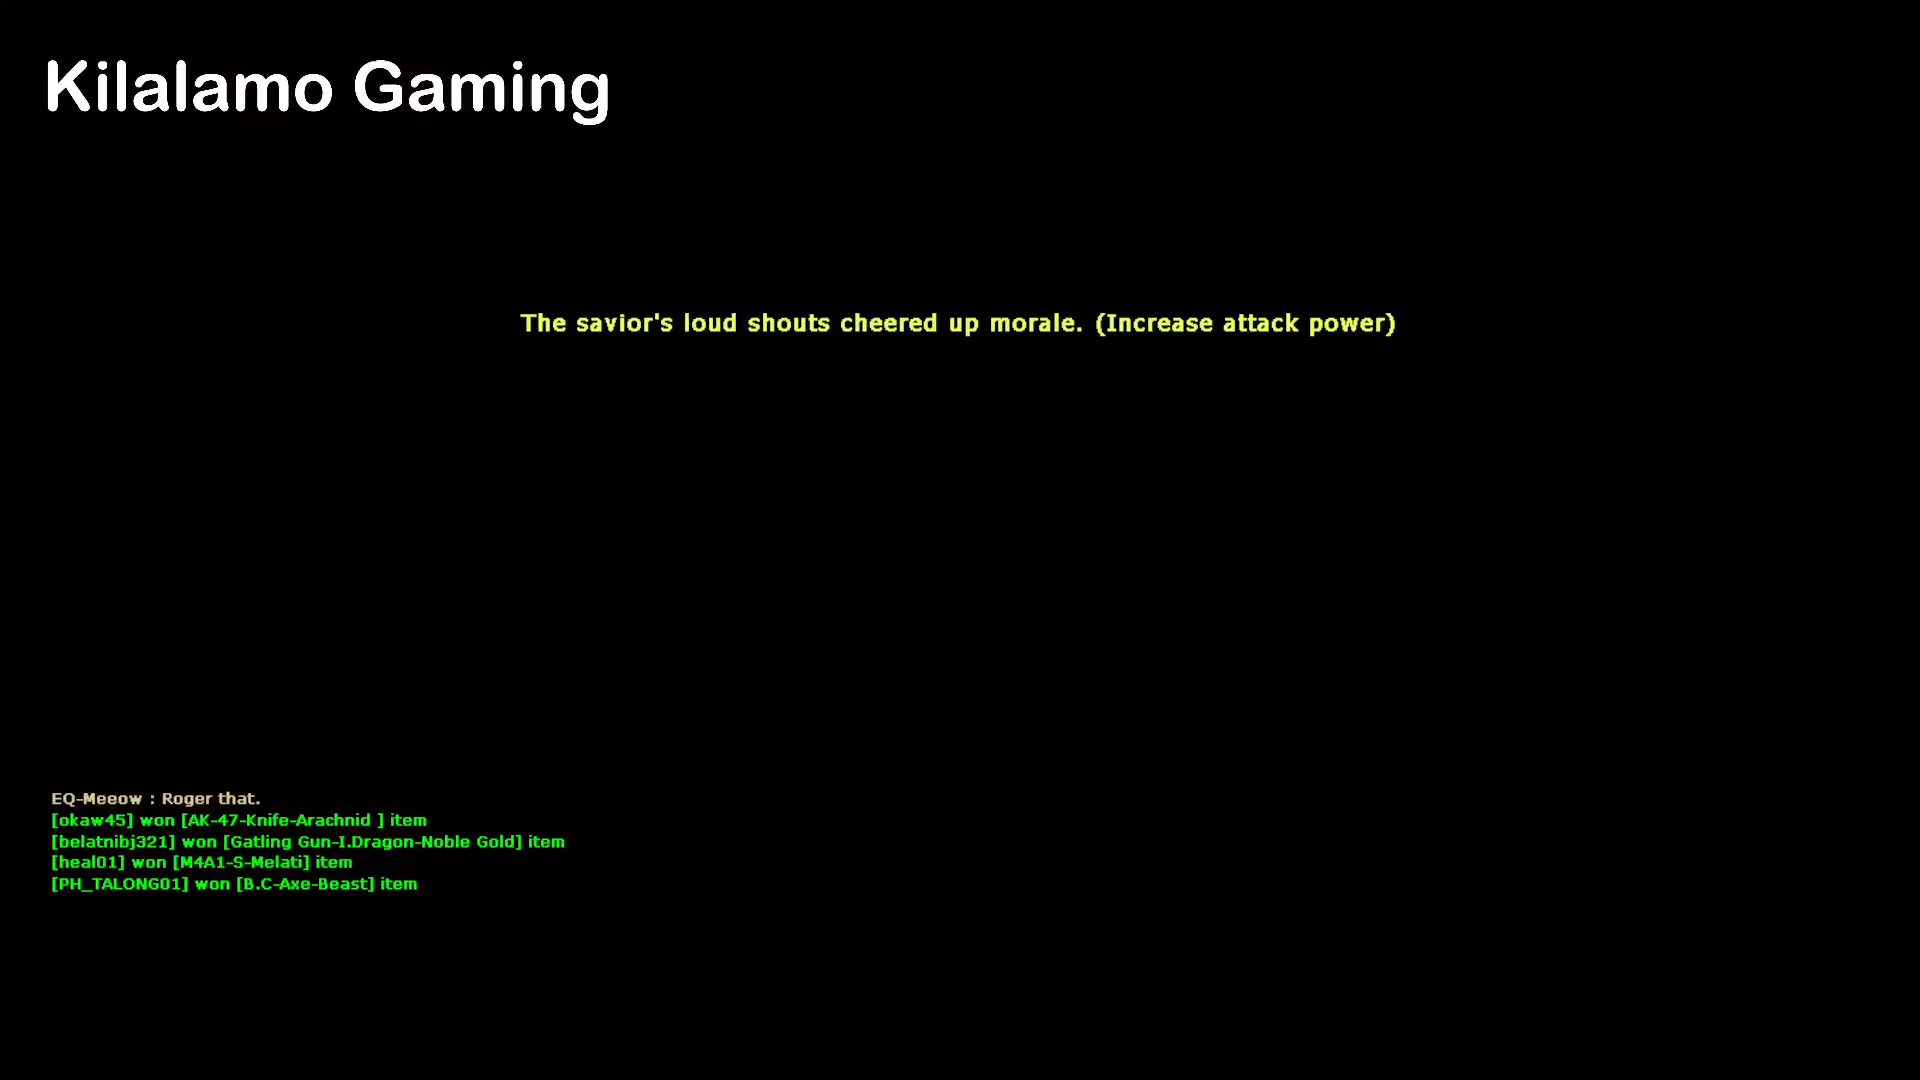 Kilalamo Gaming
The savior's loud shouts cheered up morale. (Increase attack power)
EQ-Meeow : Roger that.
[okaw45] won [AK-47-Knife-Arachnid ] item
[belatnibj321] won [Gatling Gun-I.Dragon-Noble Gold] item
[heal01] won [M4A1-S-Melati] item
[PH_TALONG01] won [B.C-Axe-Beast] item